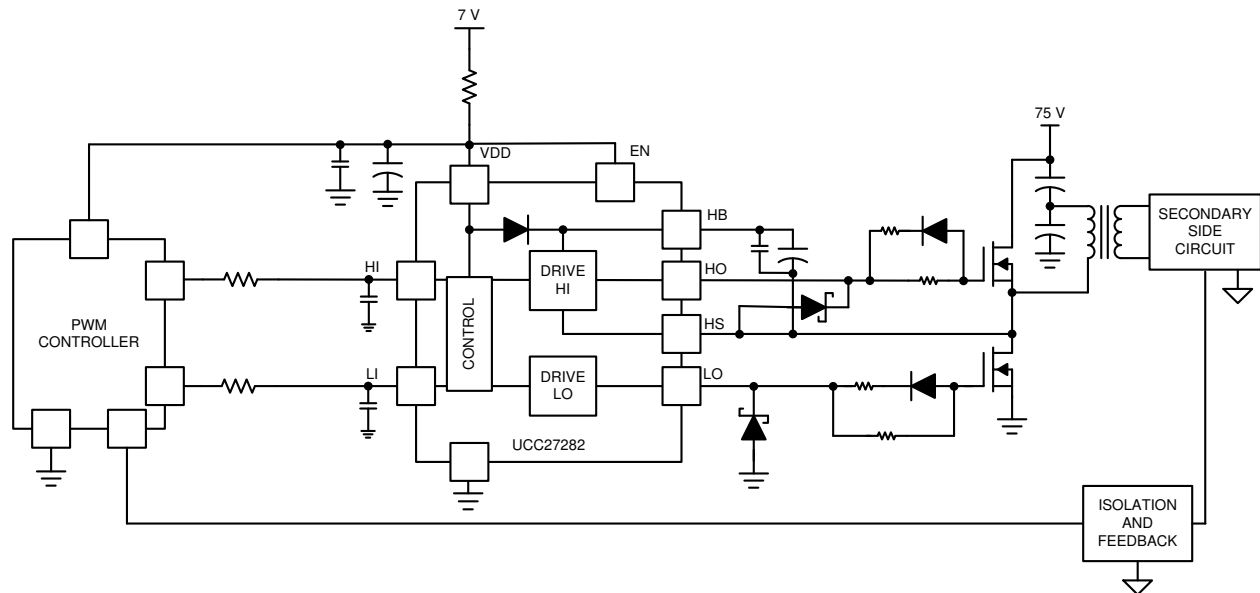 7 V
75 V
VDD
EN
HB
SECONDARY
SIDE
CIRCUIT
HI
DRIVE
HI
HO
PWM
CONTROLLER
CONTROL
HS
LI
DRIVE
LO
LO
UCC27282
ISOLATION
AND
FEEDBACK